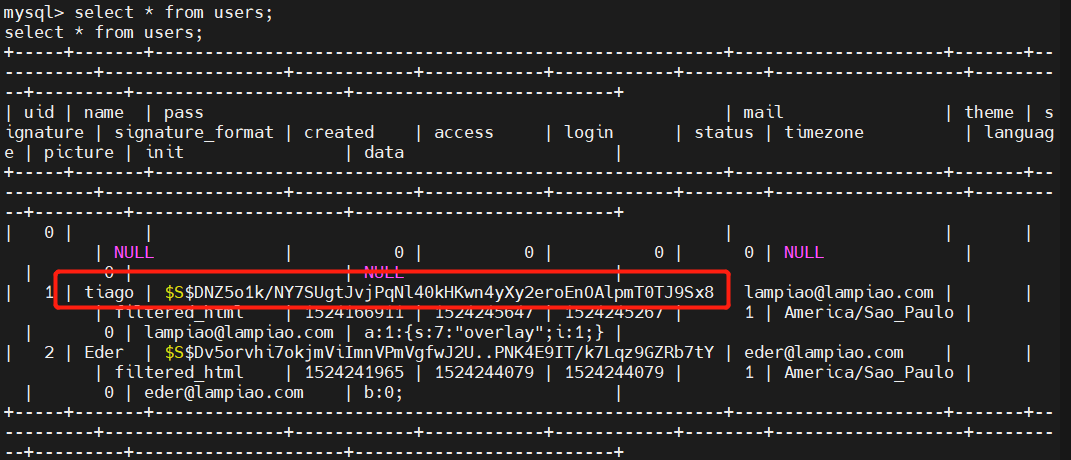 mysql> select * from users;
select * from users;
+-----+-------+---------------------------------------------------------+---------------------+-------+--
---------+--------------------+------------+------------+------------+--------+---------------------+--------
--+---------+---------------------+--------------------------+
| uid | name  | pass                                                    | mail                | theme | s
ignature | signature_format | created    | access     | login      | status | timezone          | languag
e | picture | init                | data                     |
+-----+-------+---------------------------------------------------------+---------------------+-------+--
---------+--------------------+------------+------------+------------+--------+---------------------+--------
--+---------+---------------------+--------------------------+
|   0 |       |                                                         |                     |       |
         | NULL             |          0 |          0 |          0 |      0 | NULL              |
  |       0 |                     | NULL                     |
|   1 | tiago | $S$DNZ5o1k/NY7SUgtJvjPqNl40kHKwn4yXy2eroEnOAlpmT0TJ9Sx8 | lampiao@lampiao.com |       |
         | filtered_html    | 1524166911 | 1524245647 | 1524245267 |      1 | America/Sao_Paulo |
  |       0 | lampiao@lampiao.com | a:1:{s:7:"overlay";i:1;} |
|   2 | Eder  | $S$Dv5orvhi7okjmViImnVPmVgfwJ2U..PNK4E9IT/k7Lqz9GZRb7tY | eder@lampiao.com    |       |
         | filtered_html    | 1524241965 | 1524244079 | 1524244079 |      1 | America/Sao_Paulo |
  |       0 | eder@lampiao.com    | b:0;                     |
+-----+-------+---------------------------------------------------------+---------------------+-------+--
---------+--------------------+------------+------------+------------+--------+---------------------+--------
--+---------+---------------------+--------------------------+